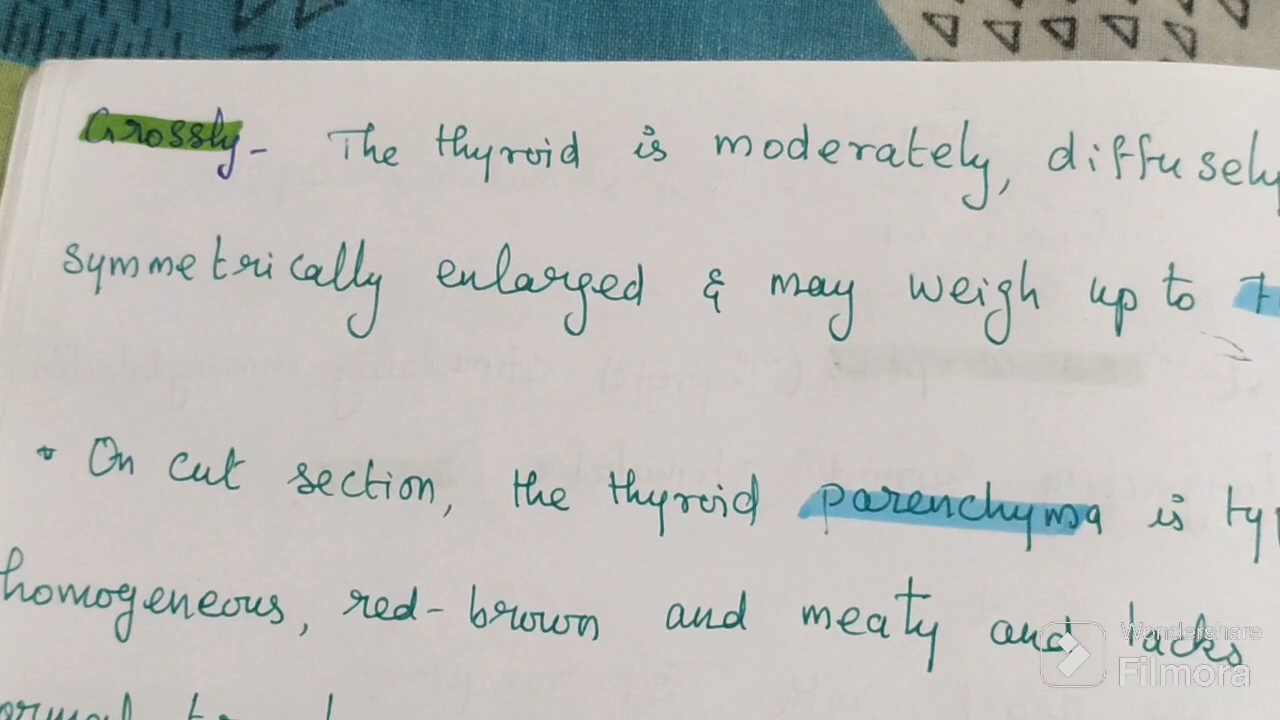 Grossly - The thyroid is moderately, diffusely
symmetrically enlarged & may weigh up to
• On cut section, the thyroid parenchyma is
homogeneous, red-brown and meaty and lacks
Wondershare
Filmora